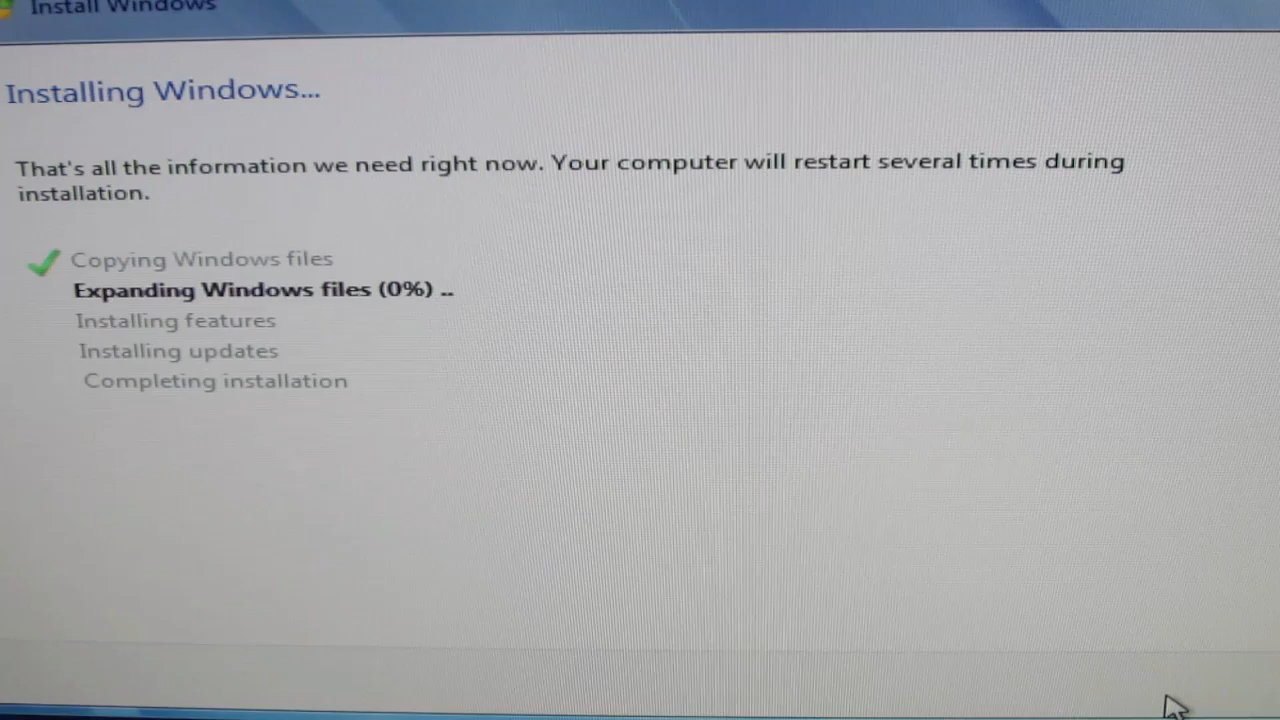 Install Windows
Installing Windows...
That's all the information we need right now. Your computer will restart several times during
installation.
Copying Windows files
Expanding Windows files (0%) ..
Installing features
Installing updates
Completing installation